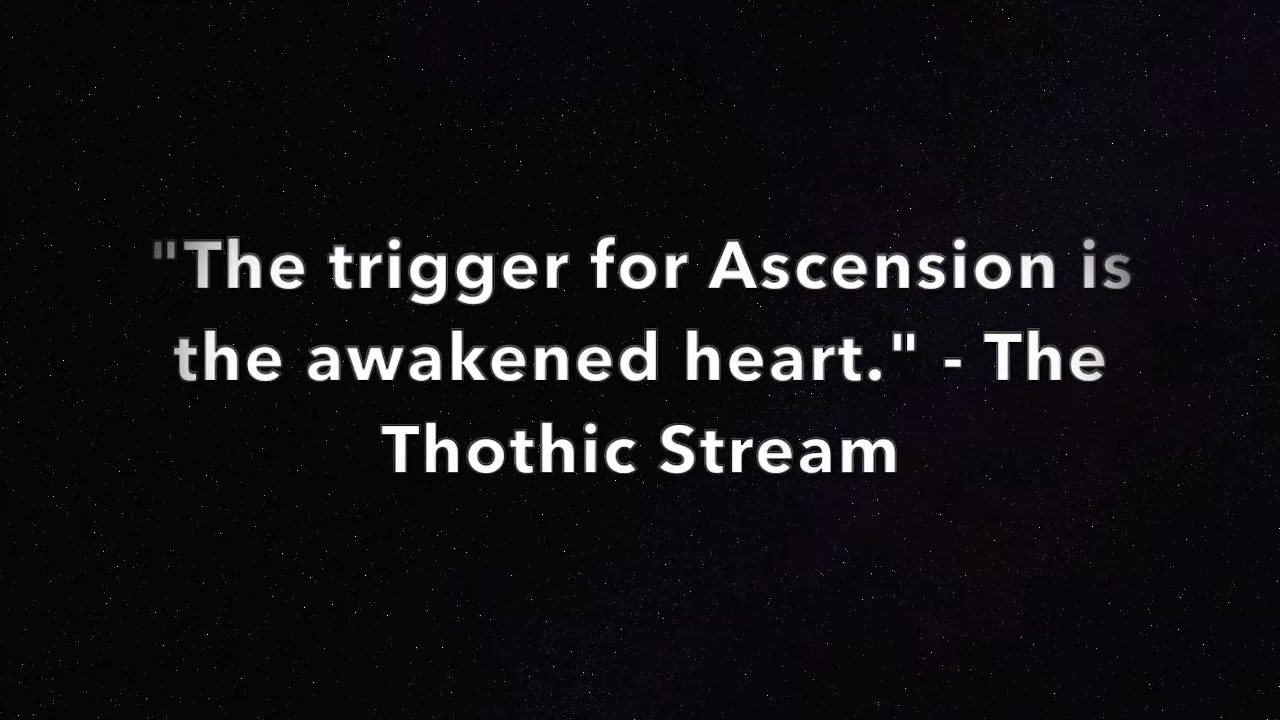 "The trigger for Ascension is
the awakened heart." - The
Thothic Stream